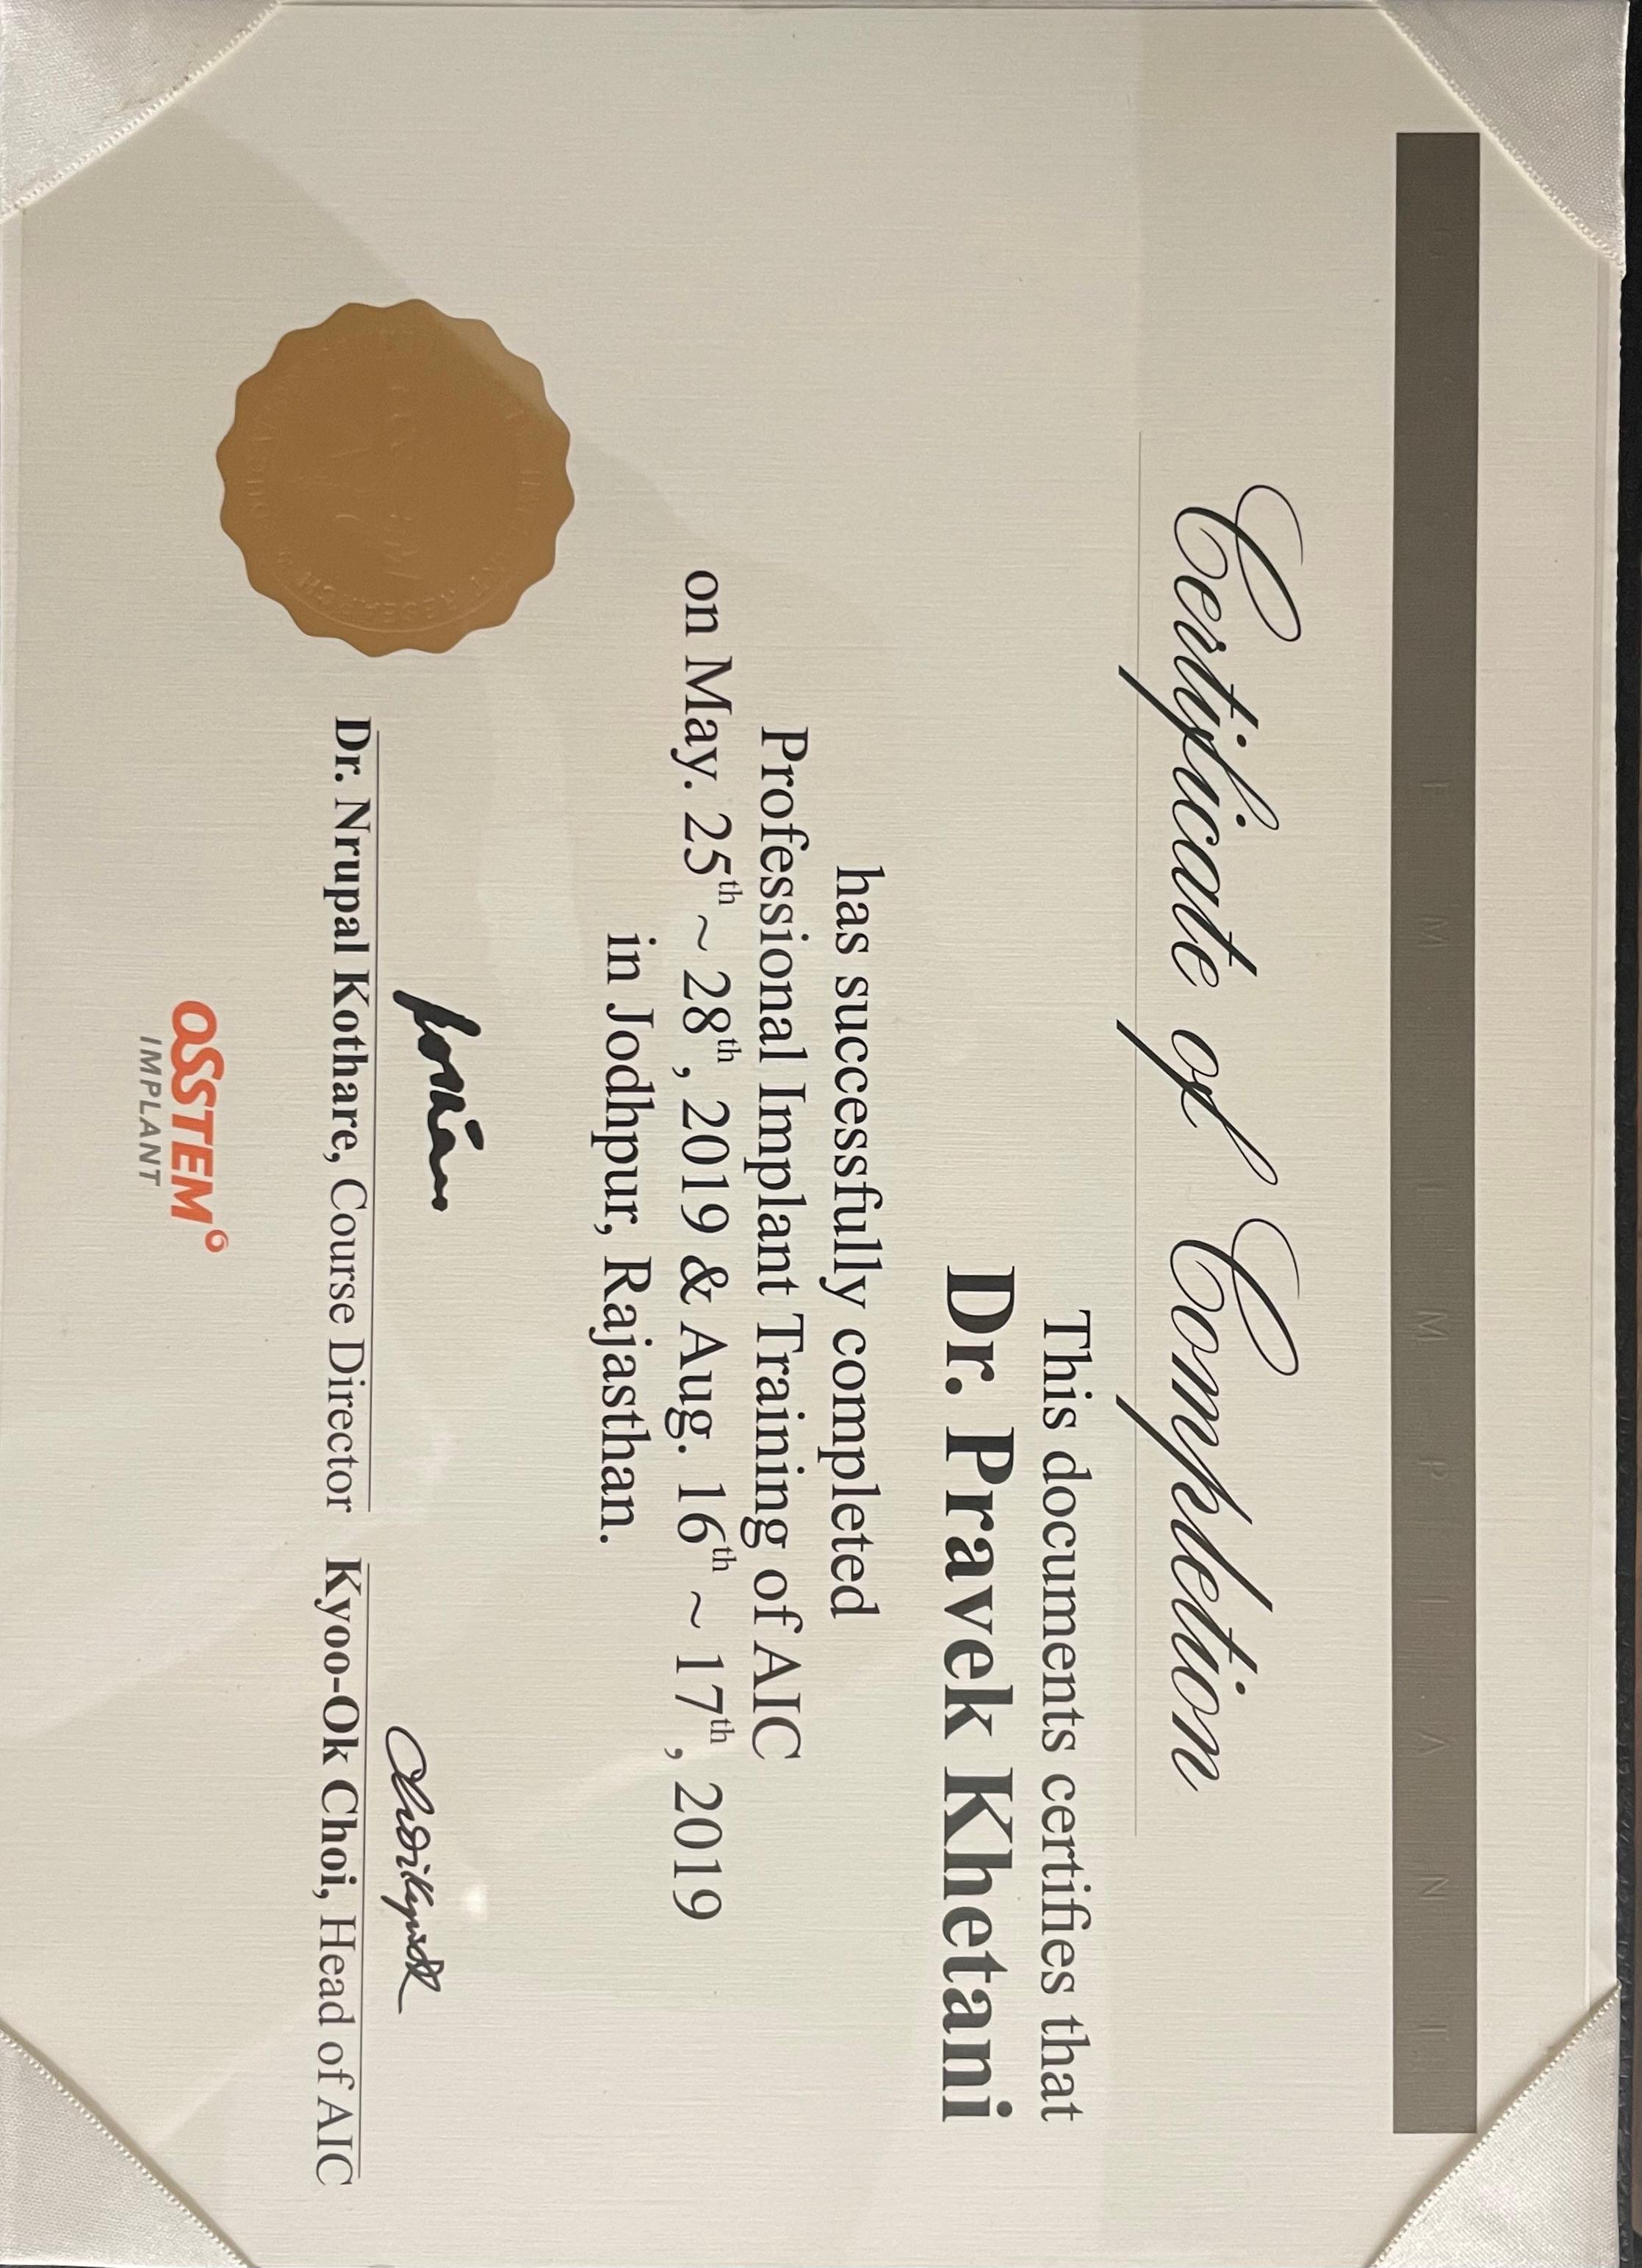 OSSTEM IMPLANT
Certificate of Completion
This documents certifies that
Dr. Pravek Khetani
has successfully completed
Professional Implant Training of AIC
on May. 25th ~ 28th, 2019 & Aug. 16th ~ 17th, 2019
in Jodhpur, Rajasthan.
Dr. Nrupal Kothare, Course Director
Kyoo-Ok Choi, Head of AIC
OSSTEM
IMPLANT